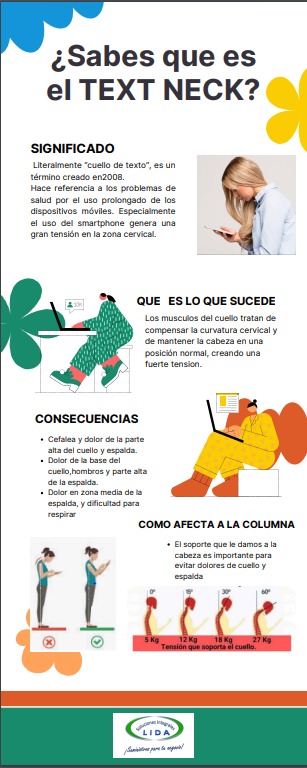 ¿Sabes que es
el TEXT NECK?
SIGNIFICADO
Literalmente "cuello de texto", es un
término creado en2008.
Hace referencia a los problemas de
salud por el uso prolongado de los
dispositivos móviles. Especialmente
el uso del smartphone genera una
gran tensión en la zona cervical.
QUE ES LO QUE SUCEDE
Los musculos del cuello tratan de
compensar la curvatura cervical y
de mantener la cabeza en una
posición normal, creando una
fuerte tension.
CONSECUENCIAS
• Cefalea y dolor de la parte
alta del cuello y espalda.
• Dolor de la base del
cuello,hombros y parte alta
de la espalda.
• Dolor en zona media de la
espalda, y dificultad para
respirar
COMO AFECTA A LA COLUMNA
• El soporte que le damos a la
cabeza es importante para
evitar dolores de cuello y
espalda
0° 15° 30° 60°
5 Kg 12 Kg 18 Kg 27 Kg
Tensión que soporta el cuello.
Soluciones Integrales
LIDA
¡Suministros para tu negocio!